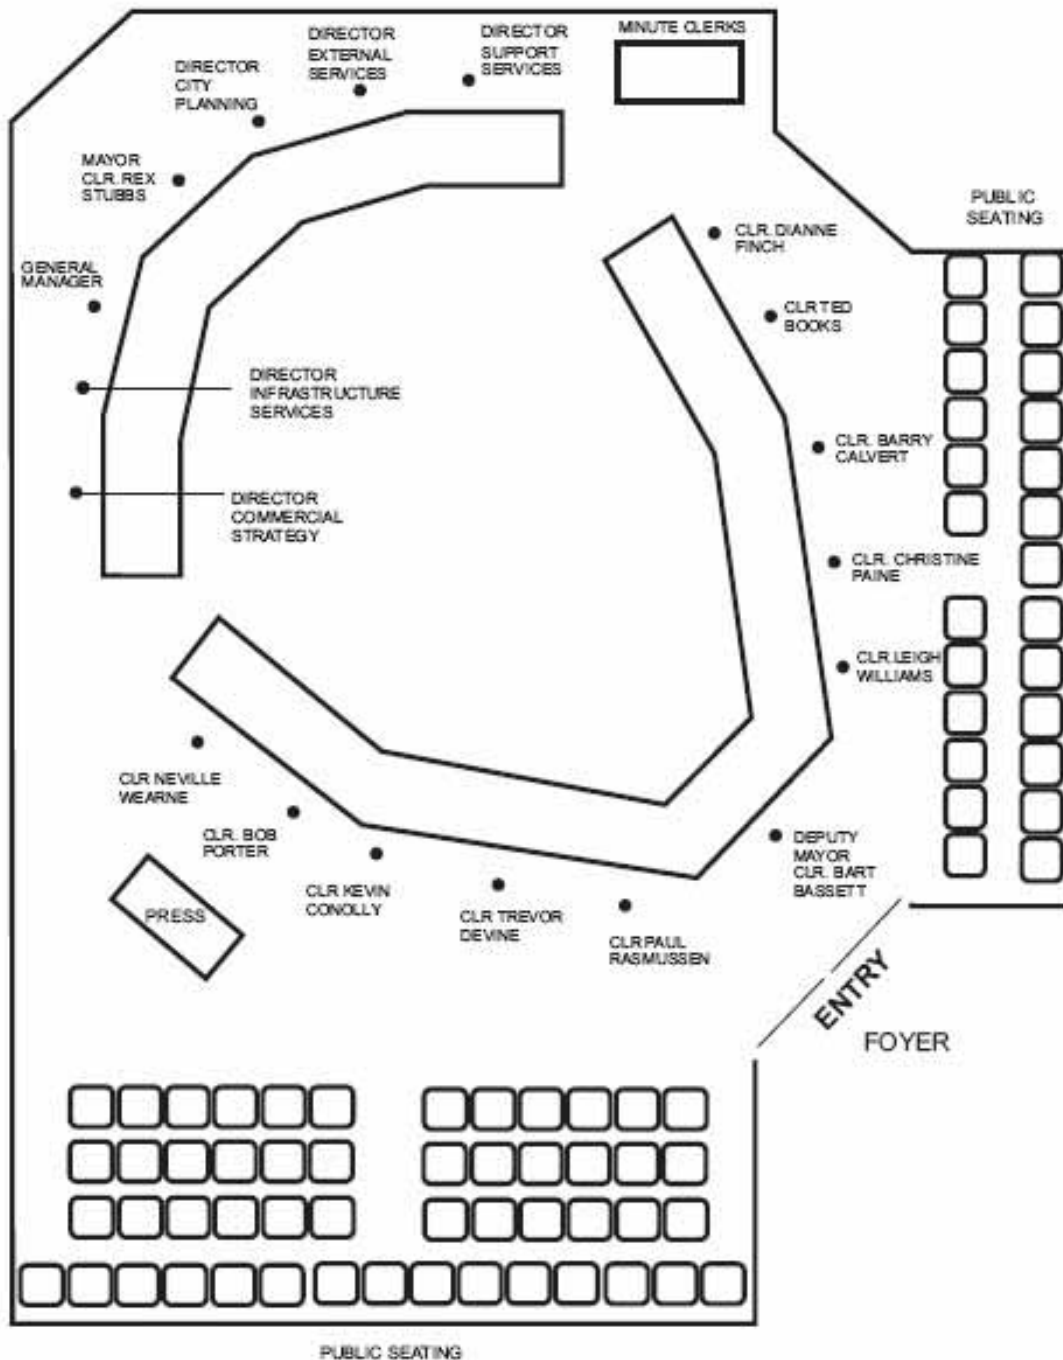 MINUTE CLERKS
DIRECTOR
SUPPORT
SERVICES
DIRECTOR
EXTERNAL
SERVICES
DIRECTOR
CITY
PLANNING
MAYOR
CLR. REX
STUBBS
GENERAL
MANAGER
DIRECTOR
INFRASTRUCTURE
SERVICES
DIRECTOR
COMMERCIAL
STRATEGY
PUBLIC
SEATING
CLR. DIANNE
FINCH
CLR TED
BOOKS
CLR. BARRY
CALVERT
CLR. CHRISTINE
PAINE
CLR. LEIGH
WILLIAMS
DEPUTY
MAYOR
CLR. BART
BASSETT
CLR NEVILLE
WEARNE
CLR. BOB
PORTER
CLR KEVIN
CONOLLY
CLR TREVOR
DEVINE
CLR PAUL
RASMUSSEN
PRESS
ENTRY
FOYER
PUBLIC SEATING